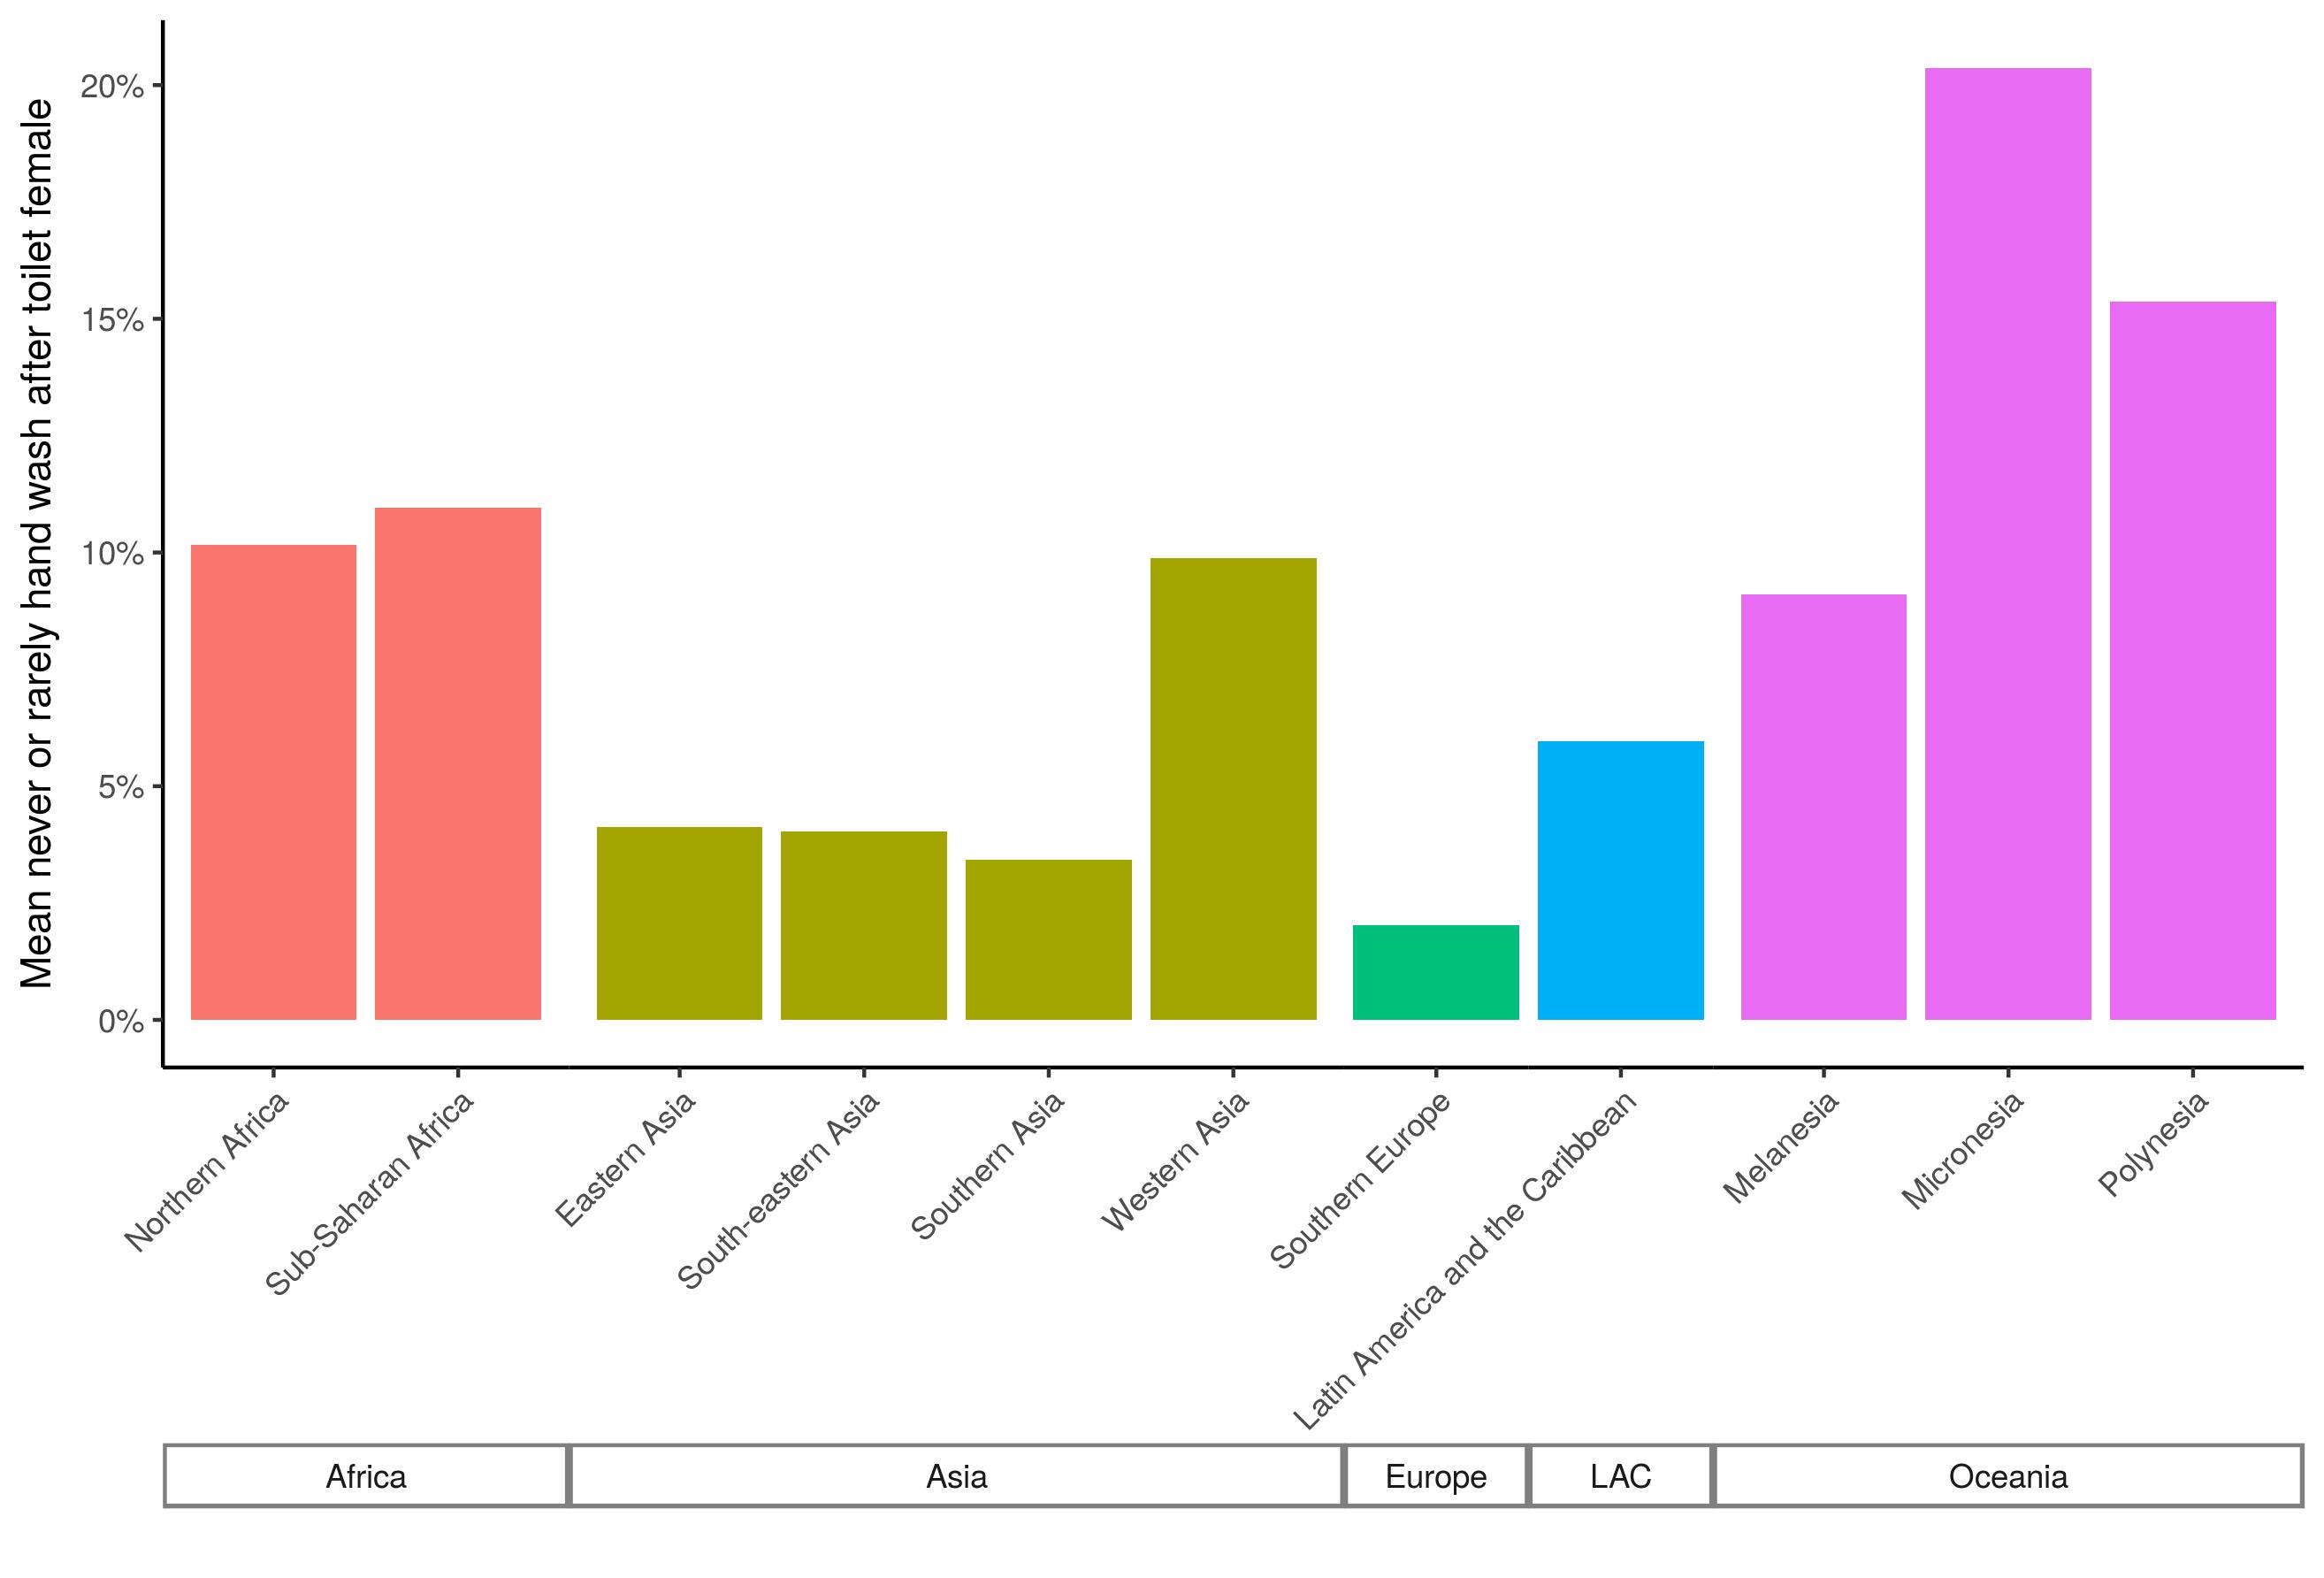 Mean never or rarely hand wash after toilet female
20%
15%
10%
5%
0%
Northern Africa
Sub-Saharan Africa
Eastern Asia
South-eastern Asia
Southern Asia
Western Asia
Southern Europe
Latin America and the Caribbean
Melanesia
Micronesia
Polynesia
Africa
Asia
Europe
LAC
Oceania